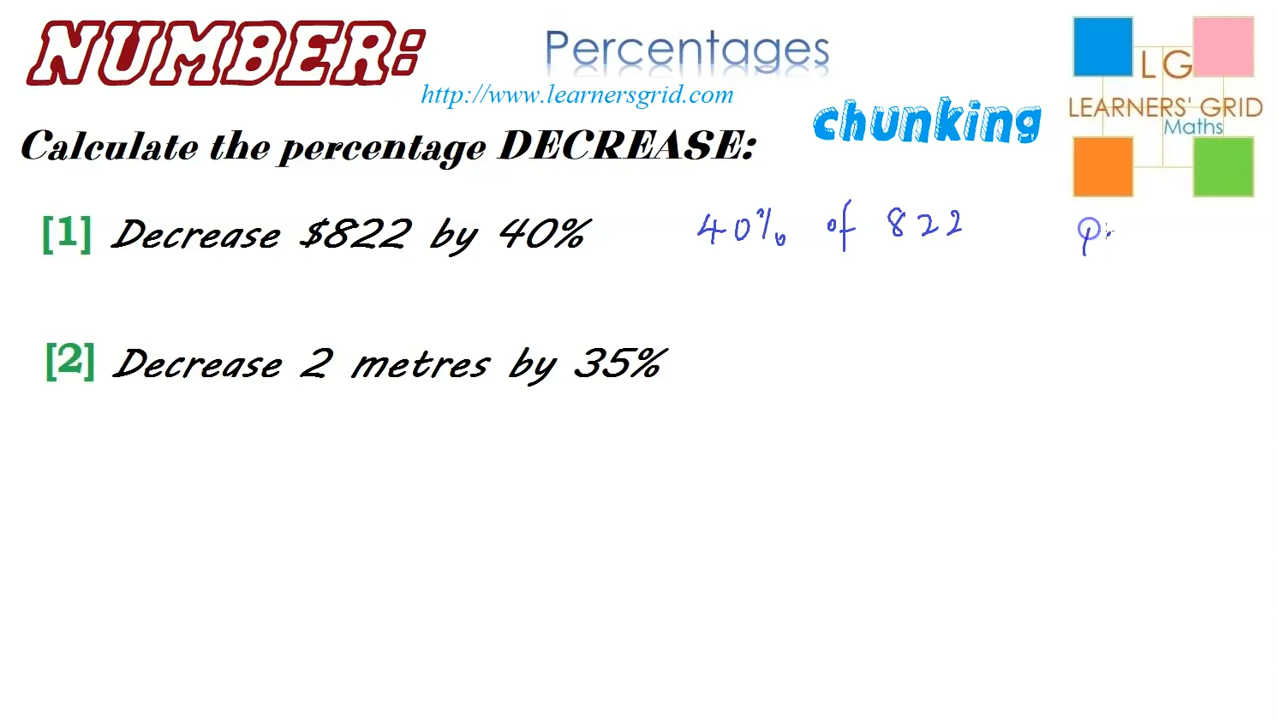 NUMBER:
Percentages
http://www.learnersgrid.com
LG
LEARNERS' GRID
Maths
chunking
Calculate the percentage DECREASE:
[1] Decrease $822 by 40% 40% of 822
[2] Decrease 2 metres by 35%